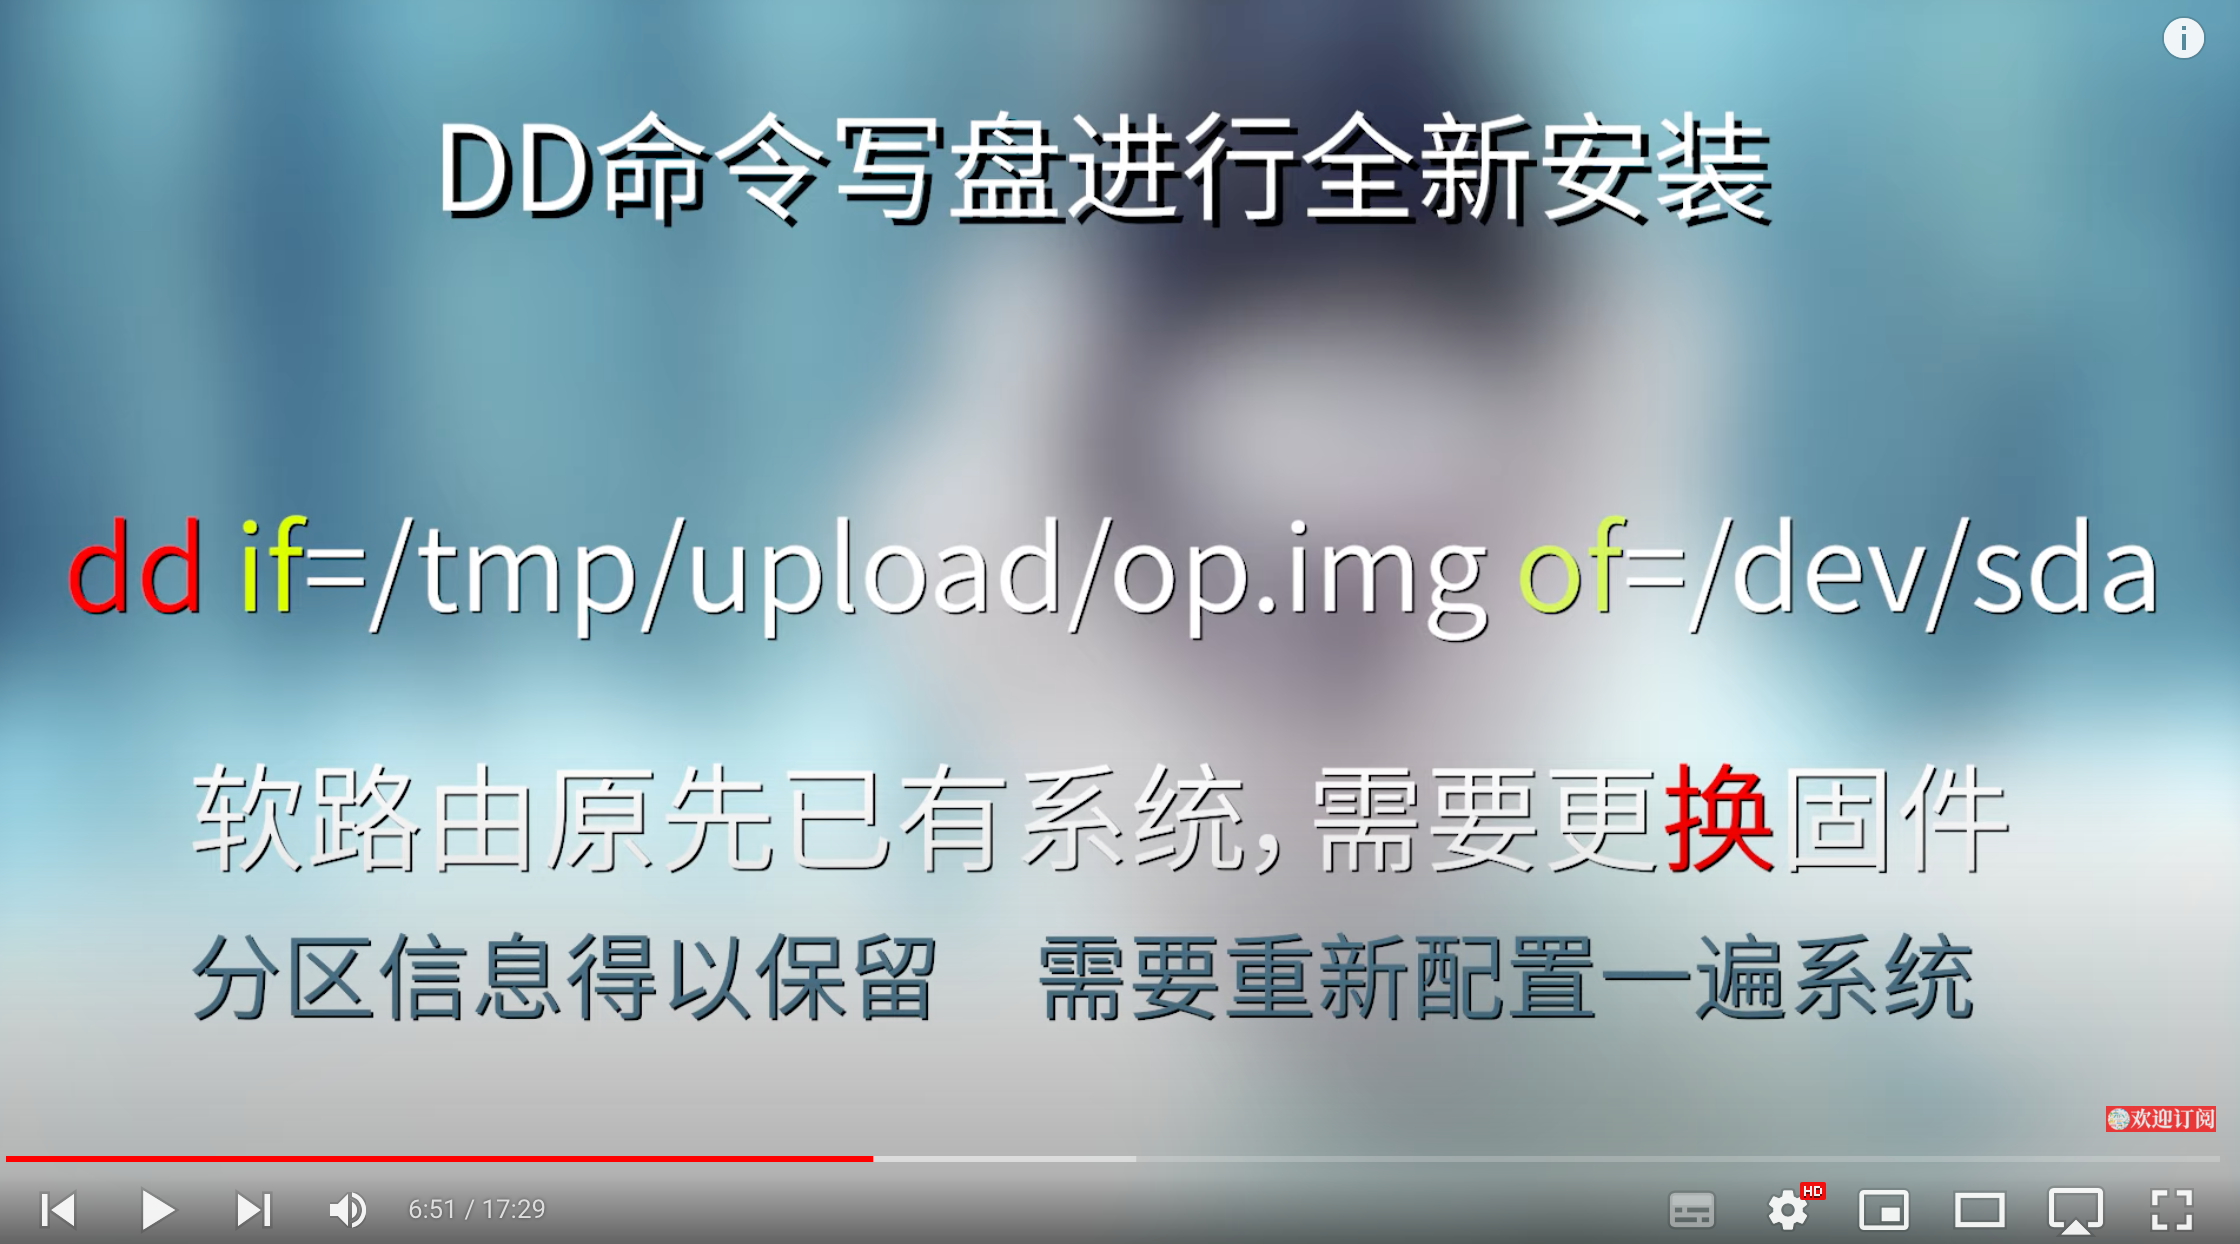 DD命令写盘进行全新安装
dd if=/tmp/upload/op.img of=/dev/sda
软路由原先已有系统，需要更换固件
分区信息得以保留 需要重新配置一遍系统
欢迎订阅
6:51 / 17:29
HD